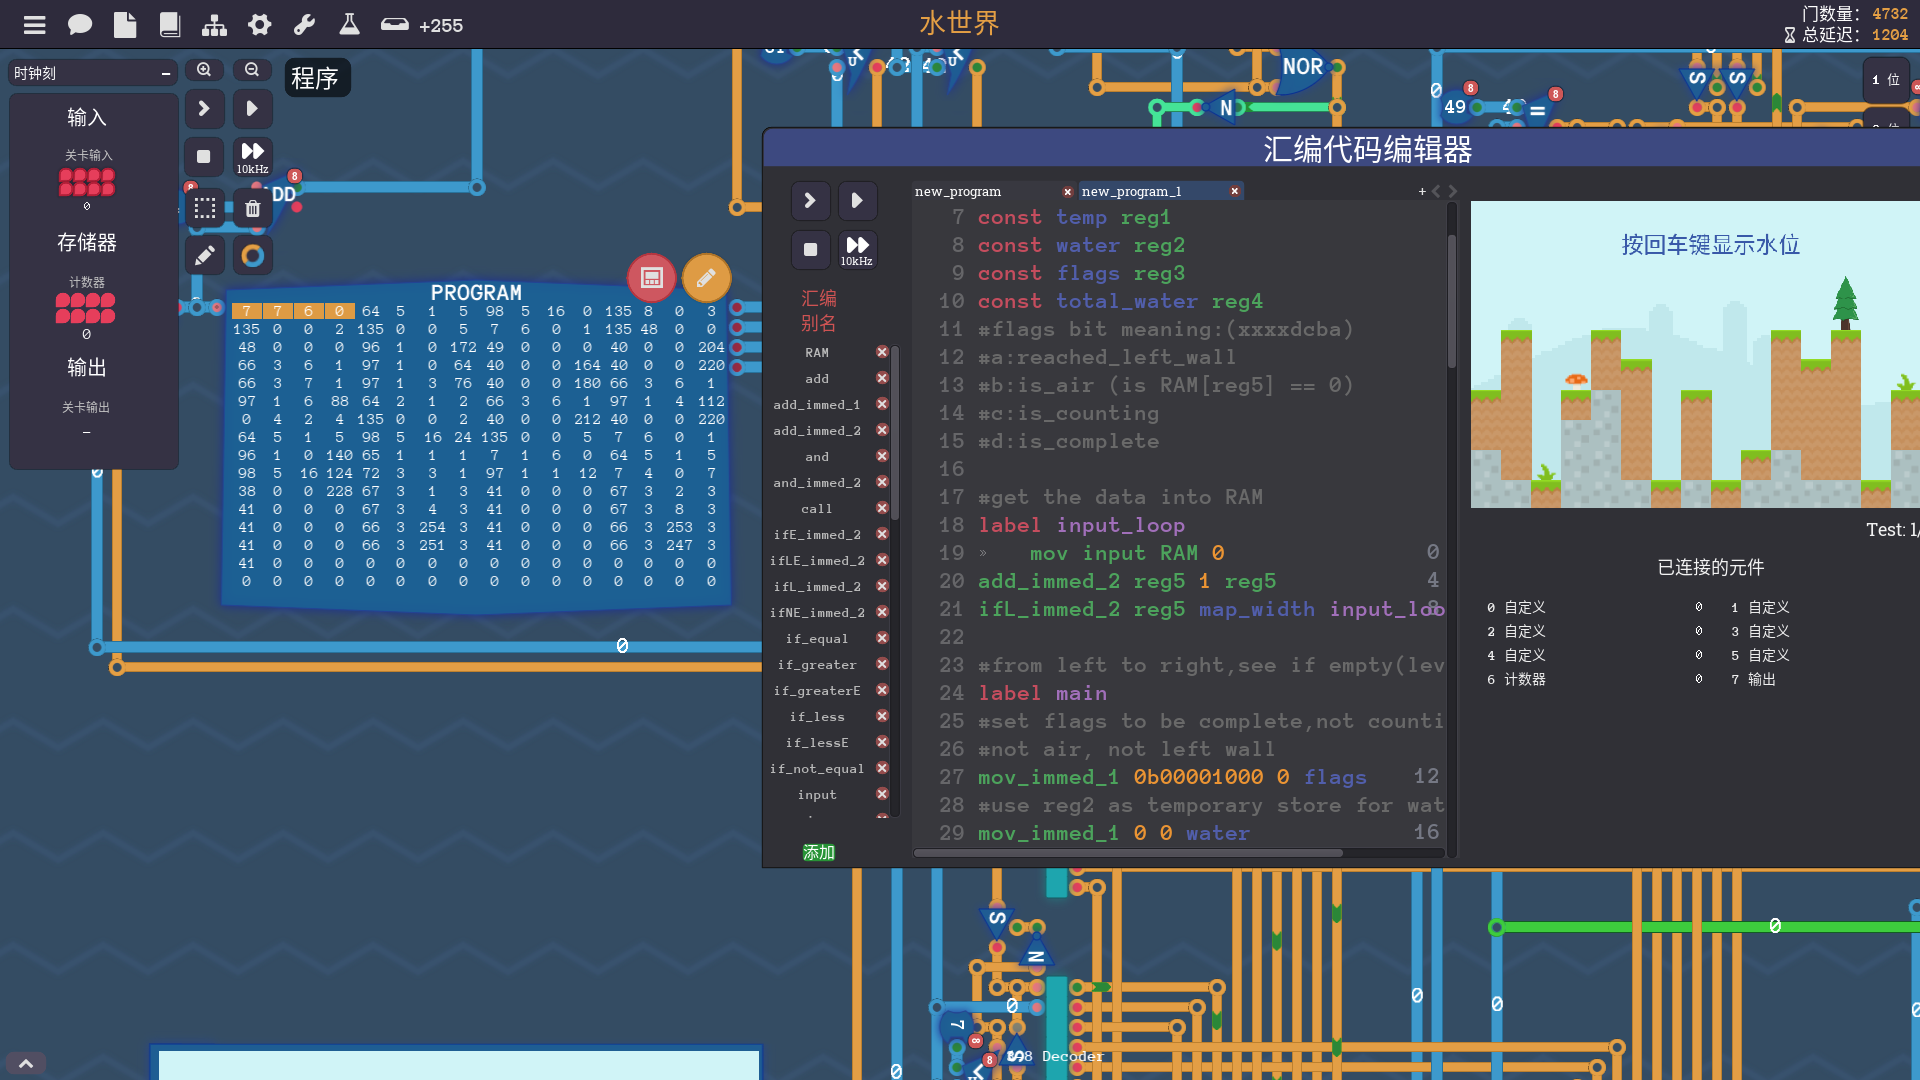 +255
水世界
门数量： 4732
总延迟： 1204
时钟刻
输入
关卡输入
0
存储器
计数器
0
输出
关卡输出
–
10kHz
程序
ADD
8
NOR
N
49
=
S
S
1 位
PROGRAM
7 7 6 0 64 5 1 5 98 5 16 0 135 8 0 3
135 0 0 2 135 0 0 5 7 6 0 1 135 48 0 0
48 0 0 0 96 1 0 172 49 0 0 0 40 0 0 204
66 3 6 1 97 1 0 64 40 0 0 164 40 0 0 220
66 3 7 1 97 1 3 76 40 0 0 180 66 3 6 1
97 1 6 88 64 2 1 2 66 3 6 1 97 1 4 112
0 4 2 4 135 0 0 2 40 0 0 212 40 0 0 220
64 5 1 5 98 5 16 24 135 0 0 5 7 6 0 1
96 1 0 140 65 1 1 1 7 1 6 0 64 5 1 5
98 5 16 124 72 3 3 1 97 1 1 12 7 4 0 7
38 0 0 228 67 3 1 3 41 0 0 0 67 3 2 3
41 0 0 0 67 3 4 3 41 0 0 0 67 3 8 3
41 0 0 0 66 3 254 3 41 0 0 0 66 3 253 3
41 0 0 0 66 3 251 3 41 0 0 0 66 3 247 3
41 0 0 0 0 0 0 0 0 0 0 0 0 0 0 0
0 0 0 0 0 0 0 0 0 0 0 0 0 0 0 0
汇编代码编辑器
10kHz
汇编
别名
RAM
add
add_immed_1
add_immed_2
and
and_immed_2
call
ifE_immed_2
ifLE_immed_2
ifL_immed_2
ifNE_immed_2
if_equal
if_greater
if_greaterE
if_less
if_lessE
if_not_equal
input
添加
new_program
new_program_1
+
7 const temp reg1
8 const water reg2
9 const flags reg3
10 const total_water reg4
11 #flags bit meaning:(xxxxdcba)
12 #a:reached_left_wall
13 #b:is_air (is RAM[reg5] == 0)
14 #c:is_counting
15 #d:is_complete
16
17 #get the data into RAM
18 label input_loop
19 » mov input RAM 0 0
20 add_immed_2 reg5 1 reg5 4
21 ifL_immed_2 reg5 map_width input_loo 8
22
23 #from left to right,see if empty(lev
24 label main
25 #set flags to be complete,not counti
26 #not air, not left wall
27 mov_immed_1 0b00001000 0 flags 12
28 #use reg2 as temporary store for wat
29 mov_immed_1 0 0 water 16
按回车键显示水位
Test: 1/
已连接的元件
0 自定义 0 1 自定义
2 自定义 0 3 自定义
4 自定义 0 5 自定义
6 计数器 0 7 输出
0
0
S
N
0
7
8
8
Decoder
0
0
0
0